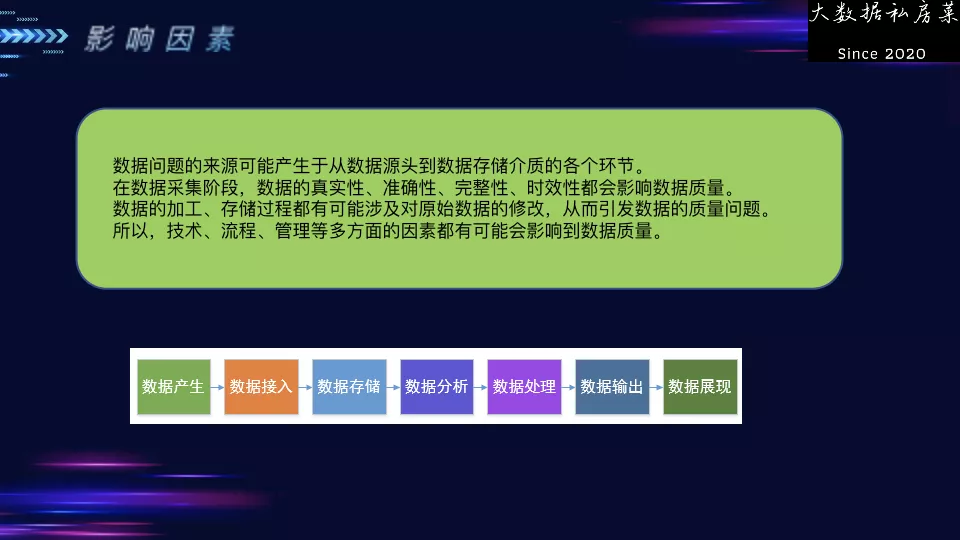 影响因素
大数据私房菜
Since 2020
数据问题的来源可能产生于从数据源头到数据存储介质的各个环节。
在数据采集阶段，数据的真实性、准确性、完整性、时效性都会影响数据质量。
数据的加工、存储过程都有可能涉及对原始数据的修改，从而引发数据的质量问题。
所以，技术、流程、管理等多方面的因素都有可能会影响到数据质量。
数据产生 数据接入 数据存储 数据分析 数据处理 数据输出 数据展现